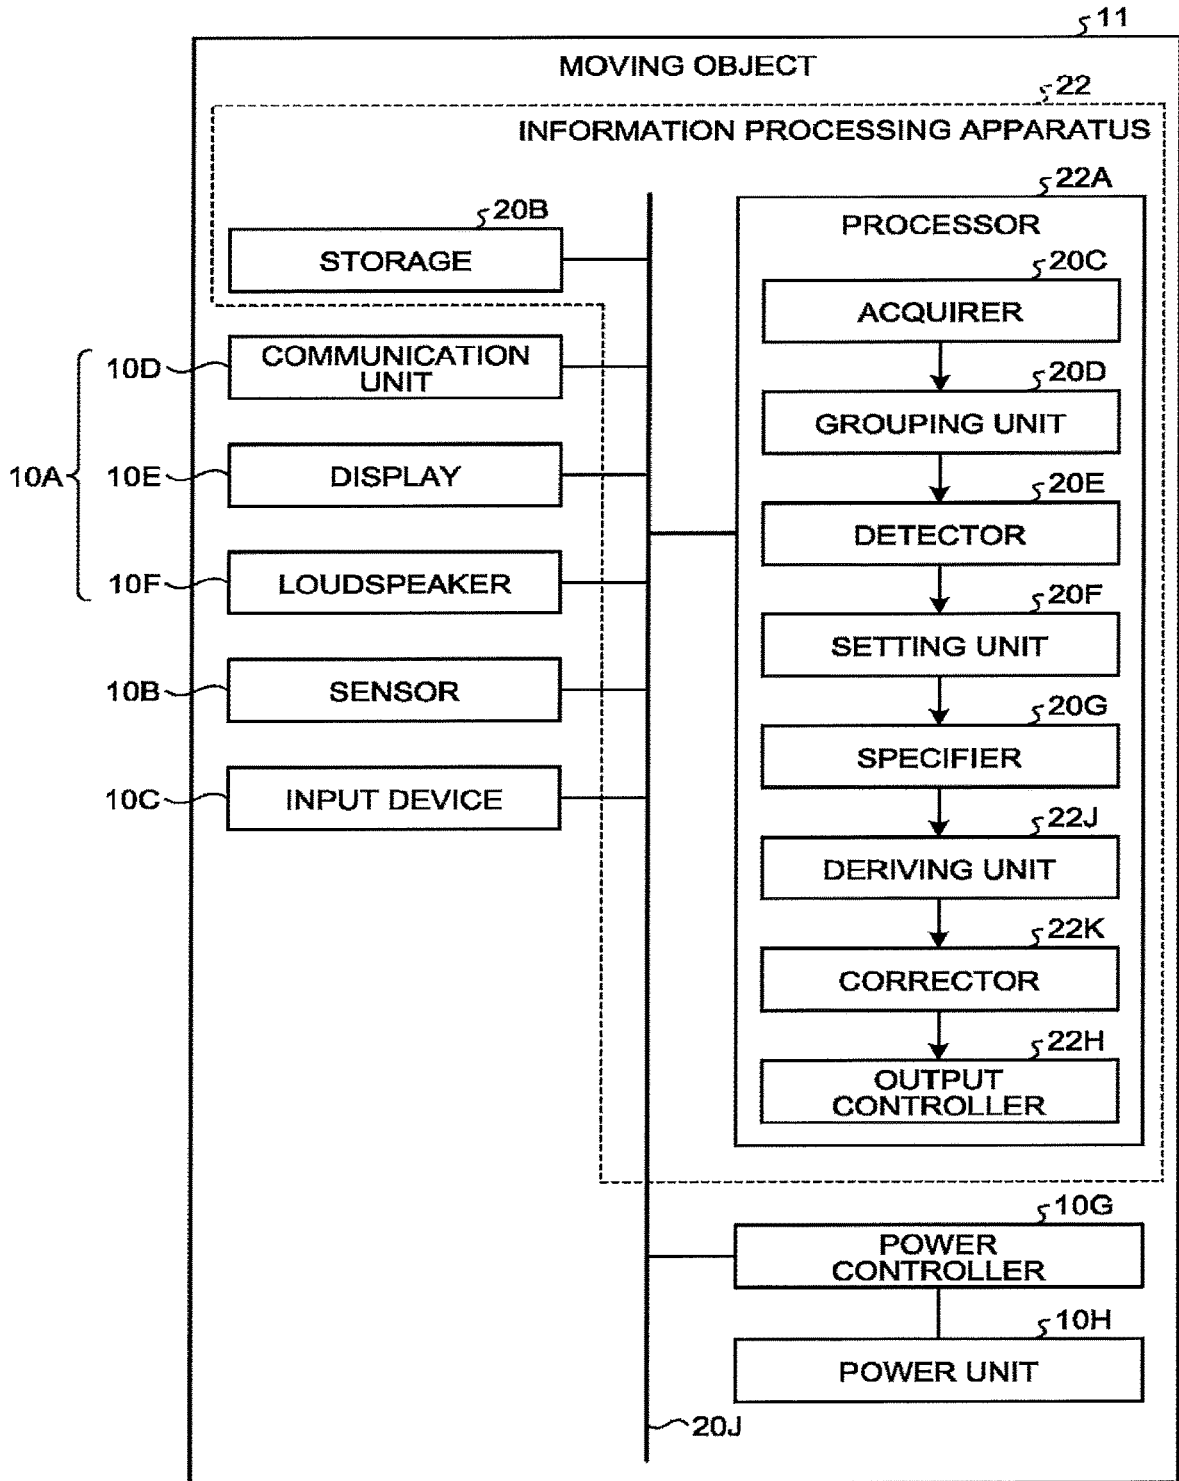 11
MOVING OBJECT
22
INFORMATION PROCESSING APPARATUS
20B
STORAGE
22A
PROCESSOR
20C
ACQUIRER
10A
10D
COMMUNICATION
UNIT
20D
GROUPING UNIT
10E
DISPLAY
20E
DETECTOR
10F
LOUDSPEAKER
20F
SETTING UNIT
10B
SENSOR
20G
SPECIFIER
10C
INPUT DEVICE
22J
DERIVING UNIT
22K
CORRECTOR
22H
OUTPUT
CONTROLLER
10G
POWER
CONTROLLER
10H
POWER UNIT
20J